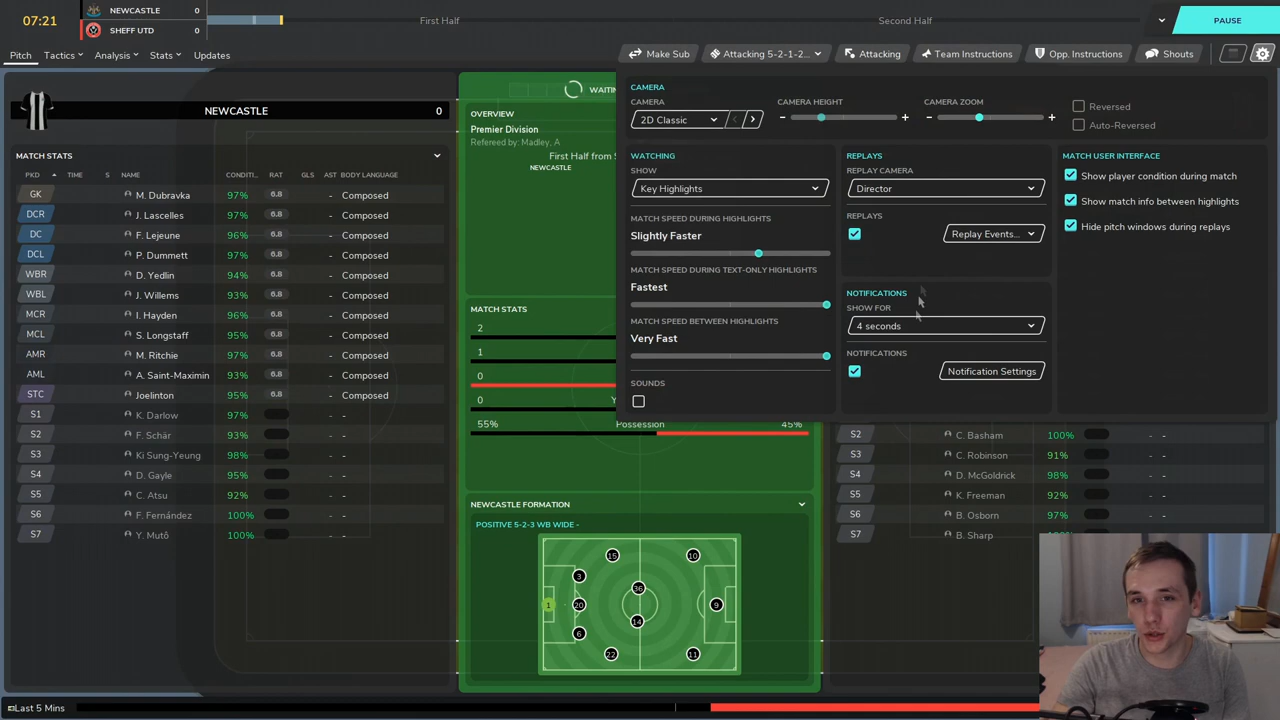 07:21
NEWCASTLE 0
SHEFF UTD 0
First Half
Second Half
PAUSE
Pitch Tactics Analysis Stats Updates
Make Sub Attacking 5-2-1-2... Attacking Team Instructions Opp. Instructions Shouts
NEWCASTLE 0
MATCH STATS
PKD TIME S NAME CONDITI... RAT GLS AST BODY LANGUAGE
GK M. Dubravka 97% 6.8 - Composed
DCR J. Lascelles 97% 6.8 - Composed
DC F. Lejeune 96% 6.8 - Composed
DCL P. Dummett 97% 6.8 - Composed
WBR D. Yedlin 94% 6.8 - Composed
WBL J. Willems 93% 6.8 - Composed
MCR I. Hayden 96% 6.8 - Composed
MCL S. Longstaff 95% 6.8 - Composed
AMR M. Ritchie 97% 6.8 - Composed
AML A. Saint-Maximin 93% 6.8 - Composed
STC Joelinton 95% 6.8 - Composed
S1 K. Darlow 97% - -
S2 F. Schär 93% - -
S3 Ki Sung-Yeung 98% - -
S4 D. Gayle 95% - -
S5 C. Atsu 92% - -
S6 F. Fernández 100% - -
S7 Y. Mutō 100% - -
WAITIN
OVERVIEW
Premier Division
Refereed by: Madley, A
First Half from S
NEWCASTLE
MATCH STATS
2
1
0
0 Y
55% Possession 45%
NEWCASTLE FORMATION
POSITIVE 5-2-3 WB WIDE -
15 10
3
36
1 20 9
14
6
22 11
CAMERA
CAMERA
2D Classic
CAMERA HEIGHT
- +
CAMERA ZOOM
- +
Reversed
Auto-Reversed
WATCHING
SHOW
Key Highlights
MATCH SPEED DURING HIGHLIGHTS
Slightly Faster
MATCH SPEED DURING TEXT-ONLY HIGHLIGHTS
Fastest
MATCH SPEED BETWEEN HIGHLIGHTS
Very Fast
SOUNDS
REPLAYS
REPLAY CAMERA
Director
REPLAYS
Replay Events...
NOTIFICATIONS
SHOW FOR
4 seconds
NOTIFICATIONS
Notification Settings
MATCH USER INTERFACE
Show player condition during match
Show match info between highlights
Hide pitch windows during replays
S2 C. Basham 100% - -
S3 C. Robinson 91% - -
S4 D. McGoldrick 98% - -
S5 K. Freeman 92% - -
S6 B. Osborn 97% - -
S7 B. Sharp - -
Last 5 Mins